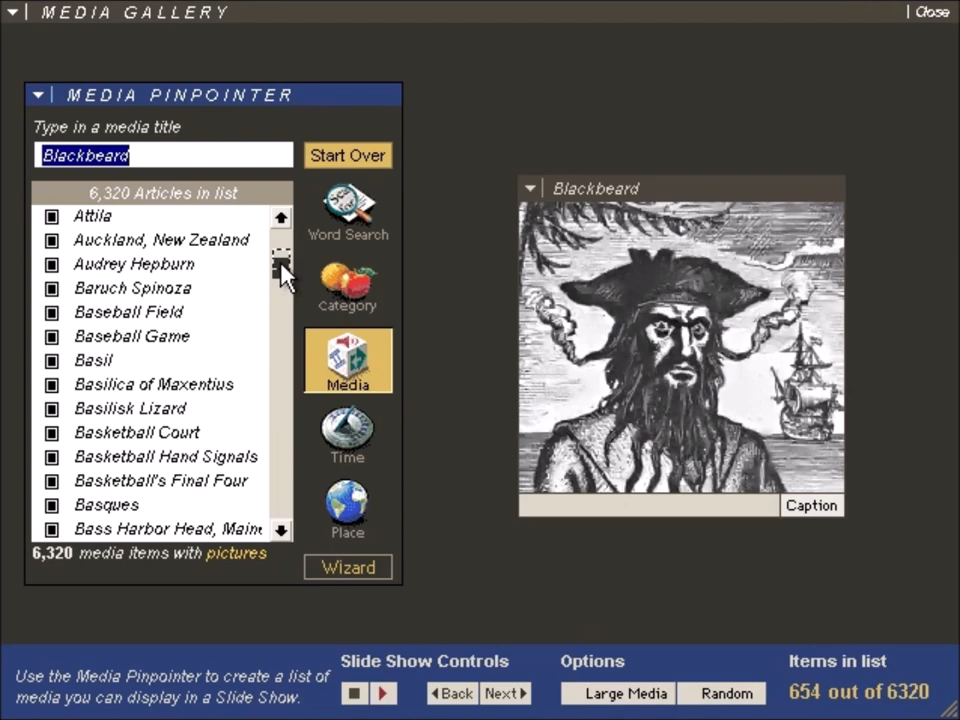 MEDIA GALLERY
Close
MEDIA PINPOINTER
Type in a media title
Blackbeard
Start Over
6,320 Articles in list
Attila
Auckland, New Zealand
Audrey Hepburn
Baruch Spinoza
Baseball Field
Baseball Game
Basil
Basilica of Maxentius
Basilisk Lizard
Basketball Court
Basketball Hand Signals
Basketball's Final Four
Basques
Bass Harbor Head, Maine
6,320 media items with pictures
Word Search
Category
Media
Time
Place
Wizard
Blackbeard
Caption
Use the Media Pinpointer to create a list of
media you can display in a Slide Show.
Slide Show Controls
Back Next
Options
Large Media Random
Items in list
654 out of 6320